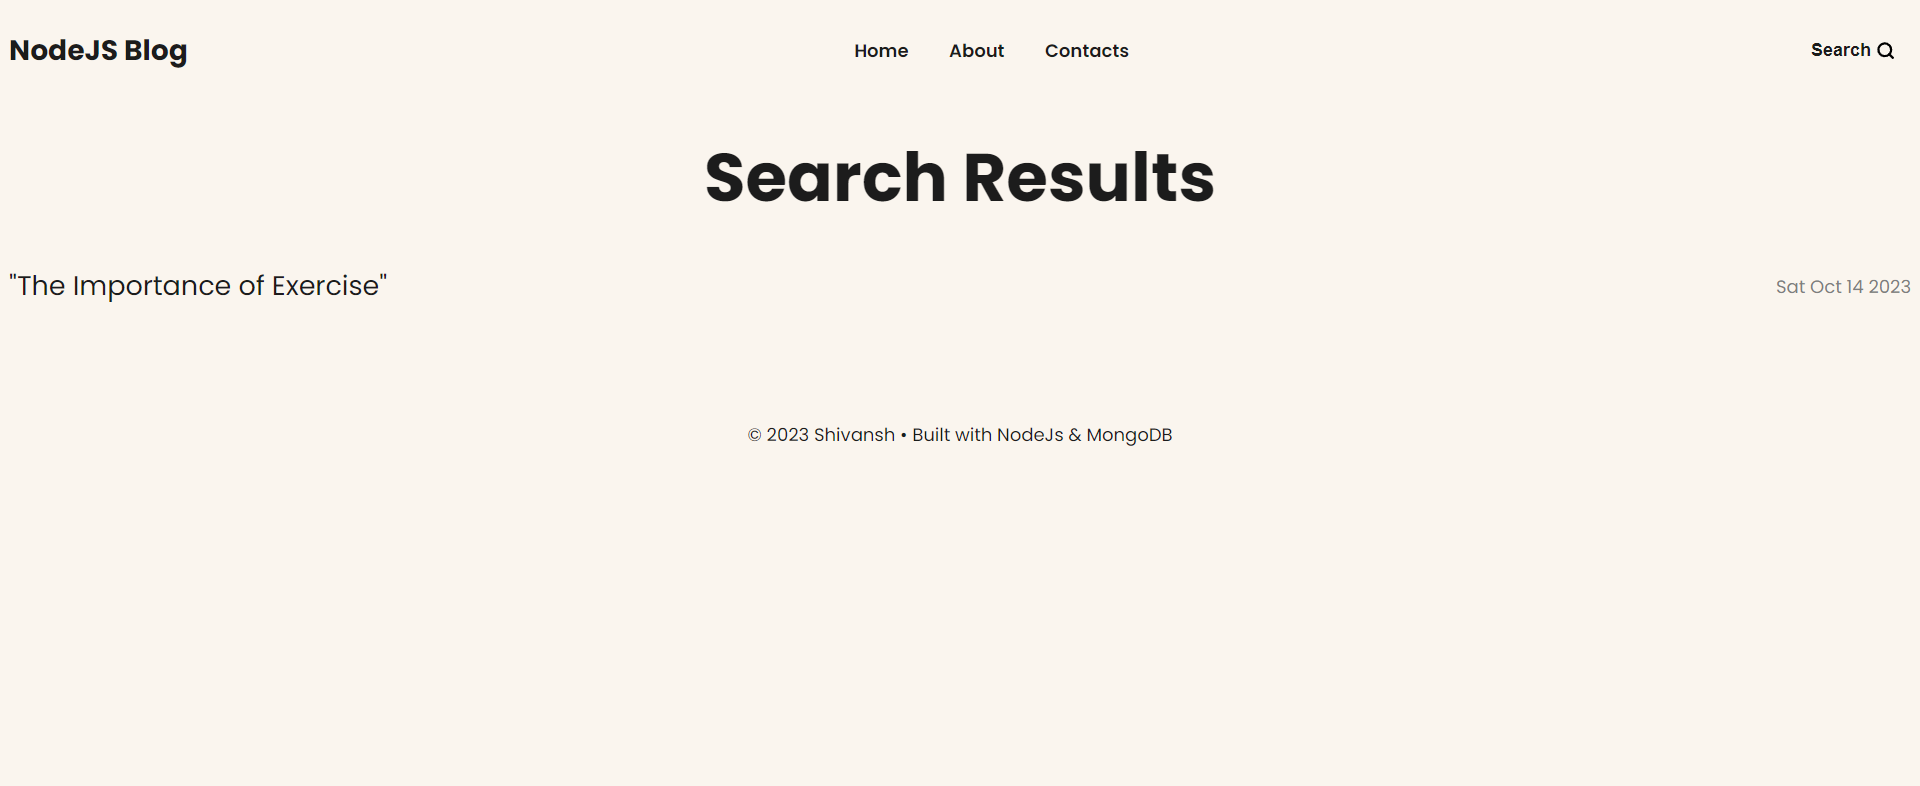 NodeJS Blog
Home About Contacts
Search
Search Results
"The Importance of Exercise" Sat Oct 14 2023
© 2023 Shivansh • Built with NodeJs & MongoDB